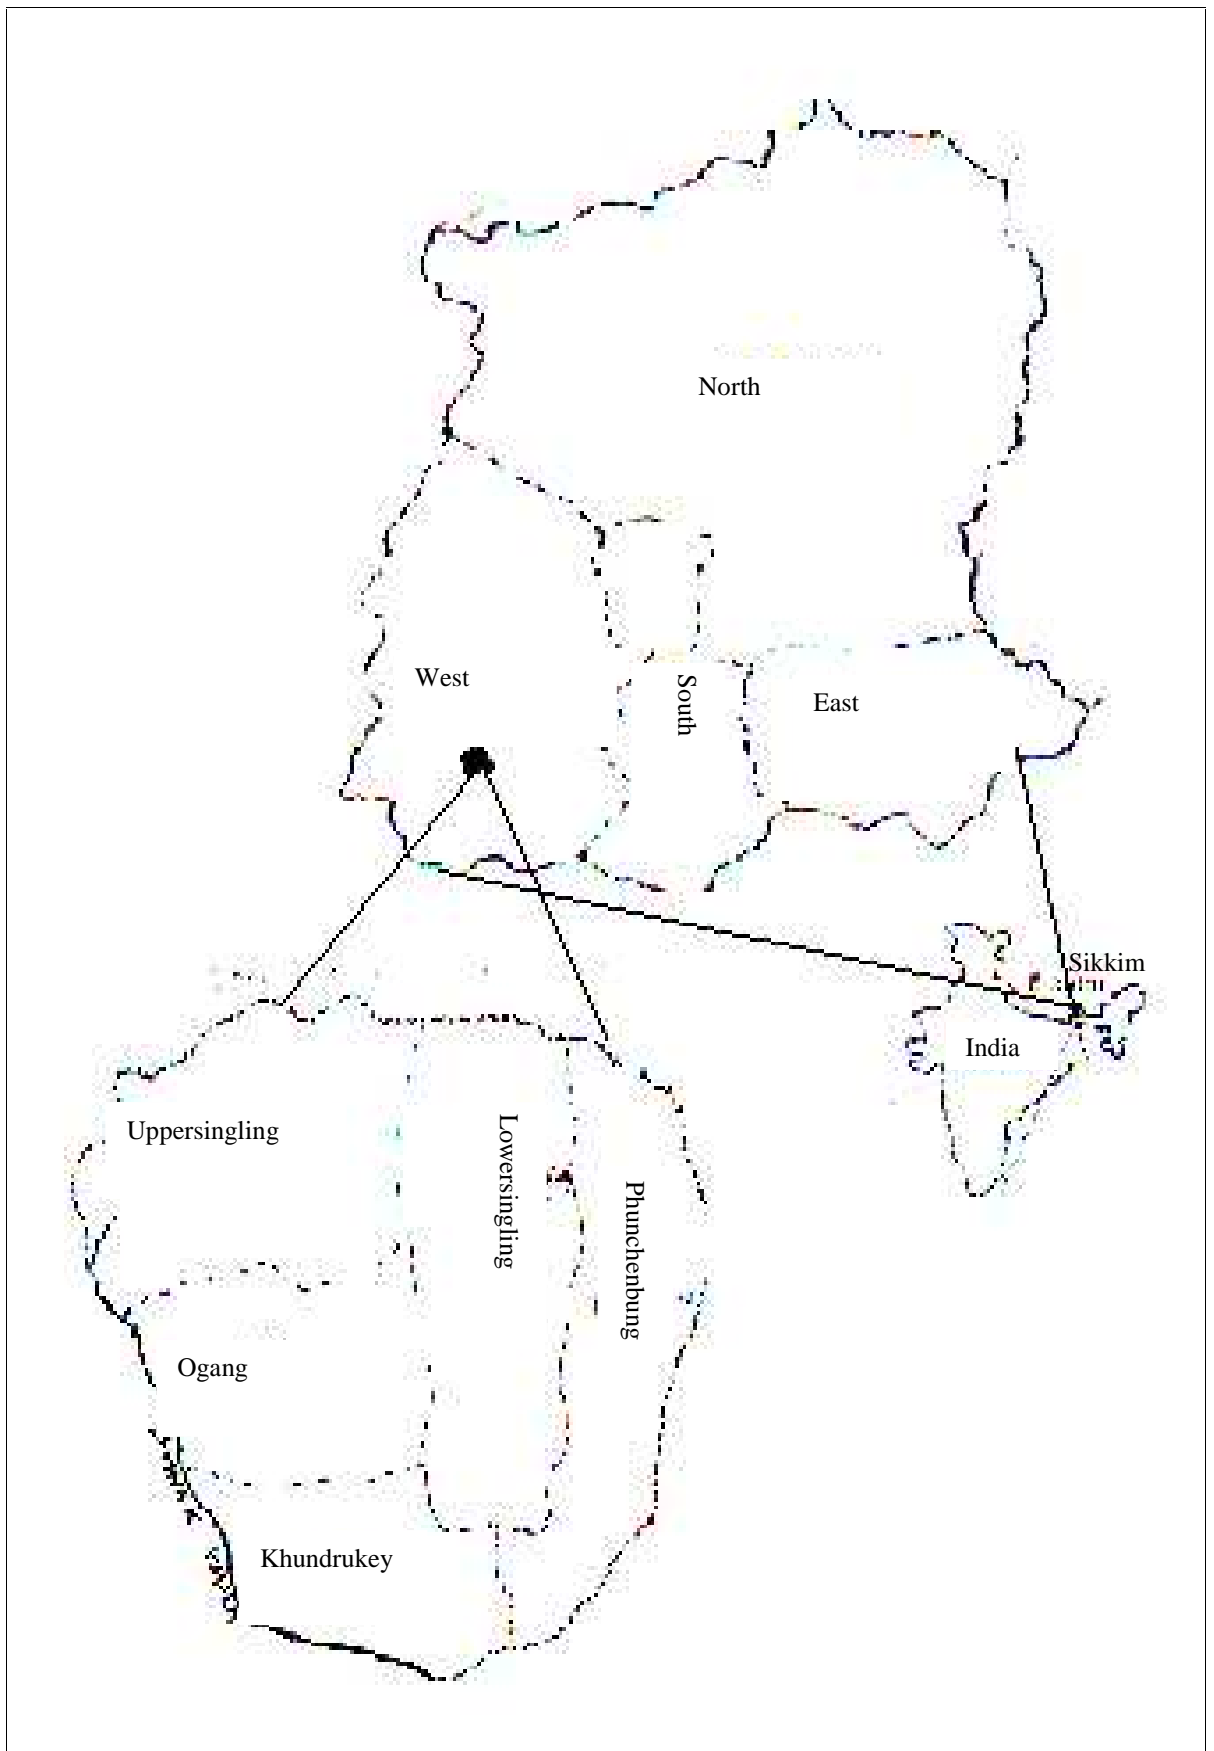 North
West
South
East
Sikkim
India
Uppersingling
Lowersingling
Phunchenbung
Ogang
Khundrukey